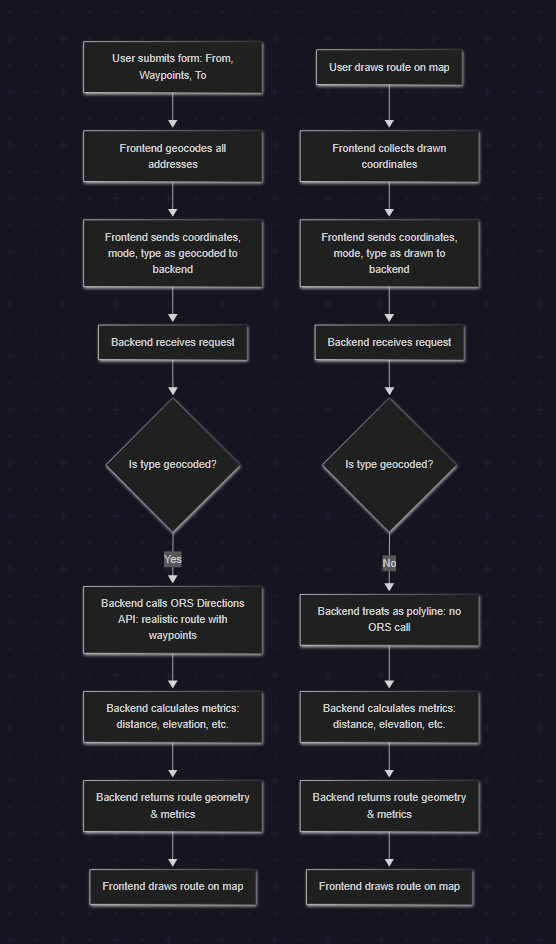 User submits form: From,
Waypoints, To
Frontend geocodes all
addresses
Frontend sends coordinates,
mode, type as geocoded to
backend
Backend receives request
Is type geocoded?
Yes
Backend calls ORS Directions
API: realistic route with
waypoints
Backend calculates metrics:
distance, elevation, etc.
Backend returns route geometry
& metrics
Frontend draws route on map
User draws route on map
Frontend collects drawn
coordinates
Frontend sends coordinates,
mode, type as drawn to
backend
Backend receives request
Is type geocoded?
No
Backend treats as polyline: no
ORS call
Backend calculates metrics:
distance, elevation, etc.
Backend returns route geometry
& metrics
Frontend draws route on map